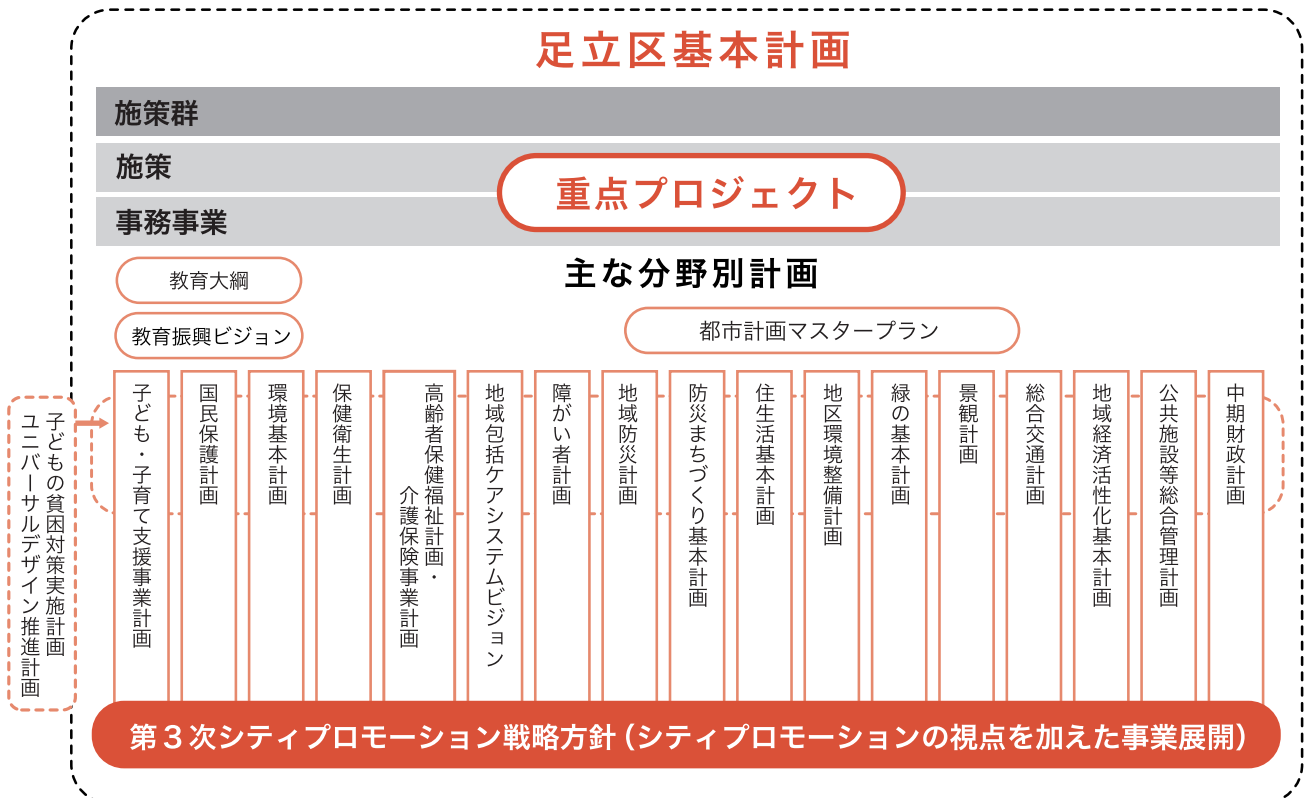 足立区基本計画
施策群
施策
重点プロジェクト
事務事業
主な分野別計画
教育大綱
教育振興ビジョン
都市計画マスタープラン
子どもの貧困対策実施計画
ユニバーサルデザイン推進計画
子ども・子育て支援事業計画
国民保護計画
環境基本計画
保健衛生計画
高齢者保健福祉計画・
介護保険事業計画
地域包括ケアシステムビジョン
障がい者計画
地域防災計画
防災まちづくり基本計画
住生活基本計画
地区環境整備計画
緑の基本計画
景観計画
総合交通計画
地域経済活性化基本計画
公共施設等総合管理計画
中期財政計画
第3次シティプロモーション戦略方針（シティプロモーションの視点を加えた事業展開）